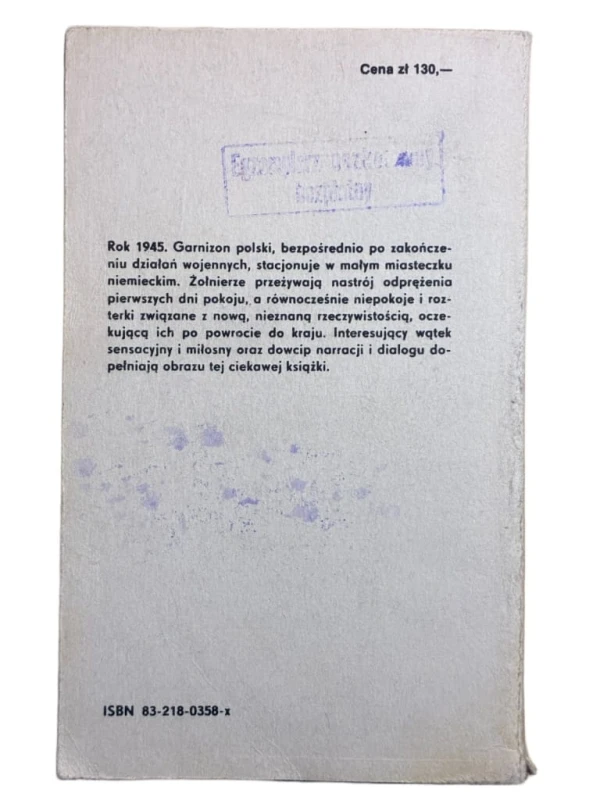 Cena zł 130,—
Egzemplarz
bezpłatny
Rok 1945. Garnizon polski, bezpośrednio po zakończe-
niu działań wojennych, stacjonuje w małym miasteczku
niemieckim. Żołnierze przeżywają nastrój odprężenia
pierwszych dni pokoju, a równocześnie niepokoje i roz-
terki związane z nową, nieznaną rzeczywistością, ocze-
kującą ich po powrocie do kraju. Interesujący wątek
sensacyjny i miłosny oraz dowcip narracji i dialogu do-
pełniają obrazu tej ciekawej książki.
ISBN 83-218-0358-x